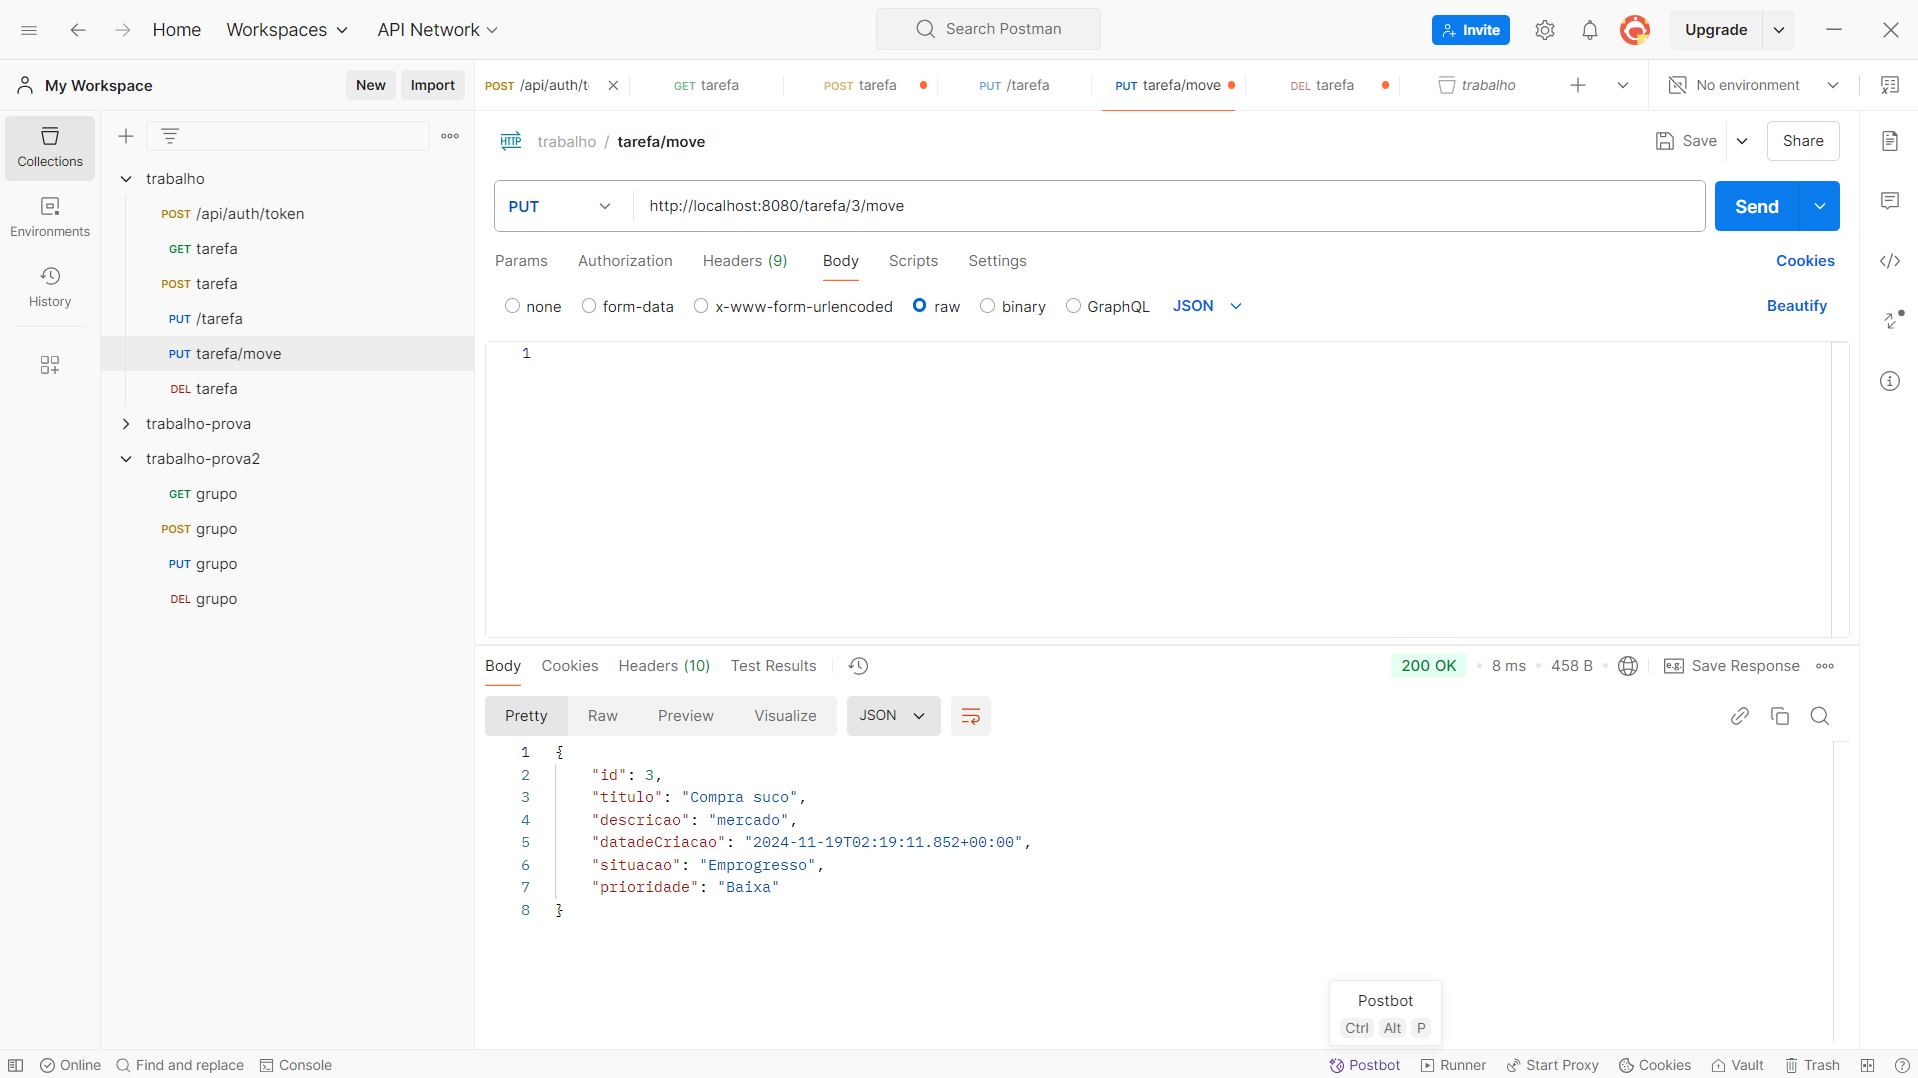 Home
Workspaces
API Network
Search Postman
Invite
Upgrade
My Workspace
New
Import
POST /api/auth/t
GET tarefa
POST tarefa
PUT /tarefa
PUT tarefa/move
DEL tarefa
trabalho
No environment
Collections
Environments
History
trabalho
POST /api/auth/token
GET tarefa
POST tarefa
PUT /tarefa
PUT tarefa/move
DEL tarefa
trabalho-prova
trabalho-prova2
GET grupo
POST grupo
PUT grupo
DEL grupo
HTTP trabalho / tarefa/move
Save
Share
PUT
http://localhost:8080/tarefa/3/move
Send
Params
Authorization
Headers (9)
Body
Scripts
Settings
Cookies
none
form-data
x-www-form-urlencoded
raw
binary
GraphQL
JSON
Beautify
1
Body
Cookies
Headers (10)
Test Results
200 OK
8 ms
458 B
e.g. Save Response
Pretty
Raw
Preview
Visualize
JSON
1 {
2 "id": 3,
3 "titulo": "Compra suco",
4 "descricao": "mercado",
5 "datadeCriacao": "2024-11-19T02:19:11.852+00:00",
6 "situacao": "Emprogresso",
7 "prioridade": "Baixa"
8 }
Postbot
Ctrl Alt P
Online
Find and replace
Console
Postbot
Runner
Start Proxy
Cookies
Vault
Trash